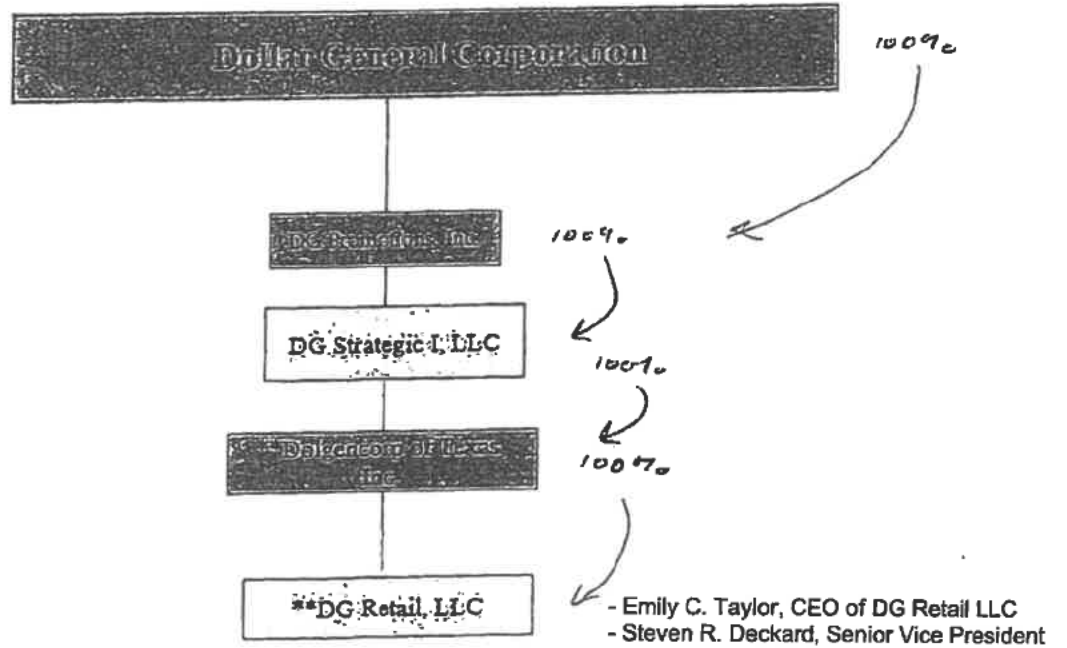 Dollar General Corporation
100%
DG Promotions, Inc.
100%
DG Strategic I, LLC
100%
Dolgencorp of Texas
Inc
100%
**DG Retail, LLC
- Emily C. Taylor, CEO of DG Retail LLC
- Steven R. Deckard, Senior Vice President